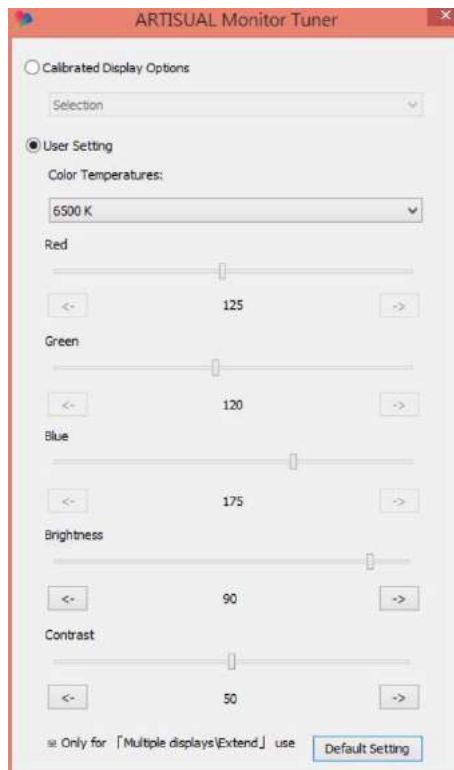 ARTISUAL Monitor Tuner
Calibrated Display Options
Selection
User Setting
Color Temperatures:
6500 K
Red
<- 125 ->
Green
<- 120 ->
Blue
<- 175 ->
Brightness
<- 90 ->
Contrast
<- 50 ->
※ Only for 「Multiple displays\Extend」 use Default Setting